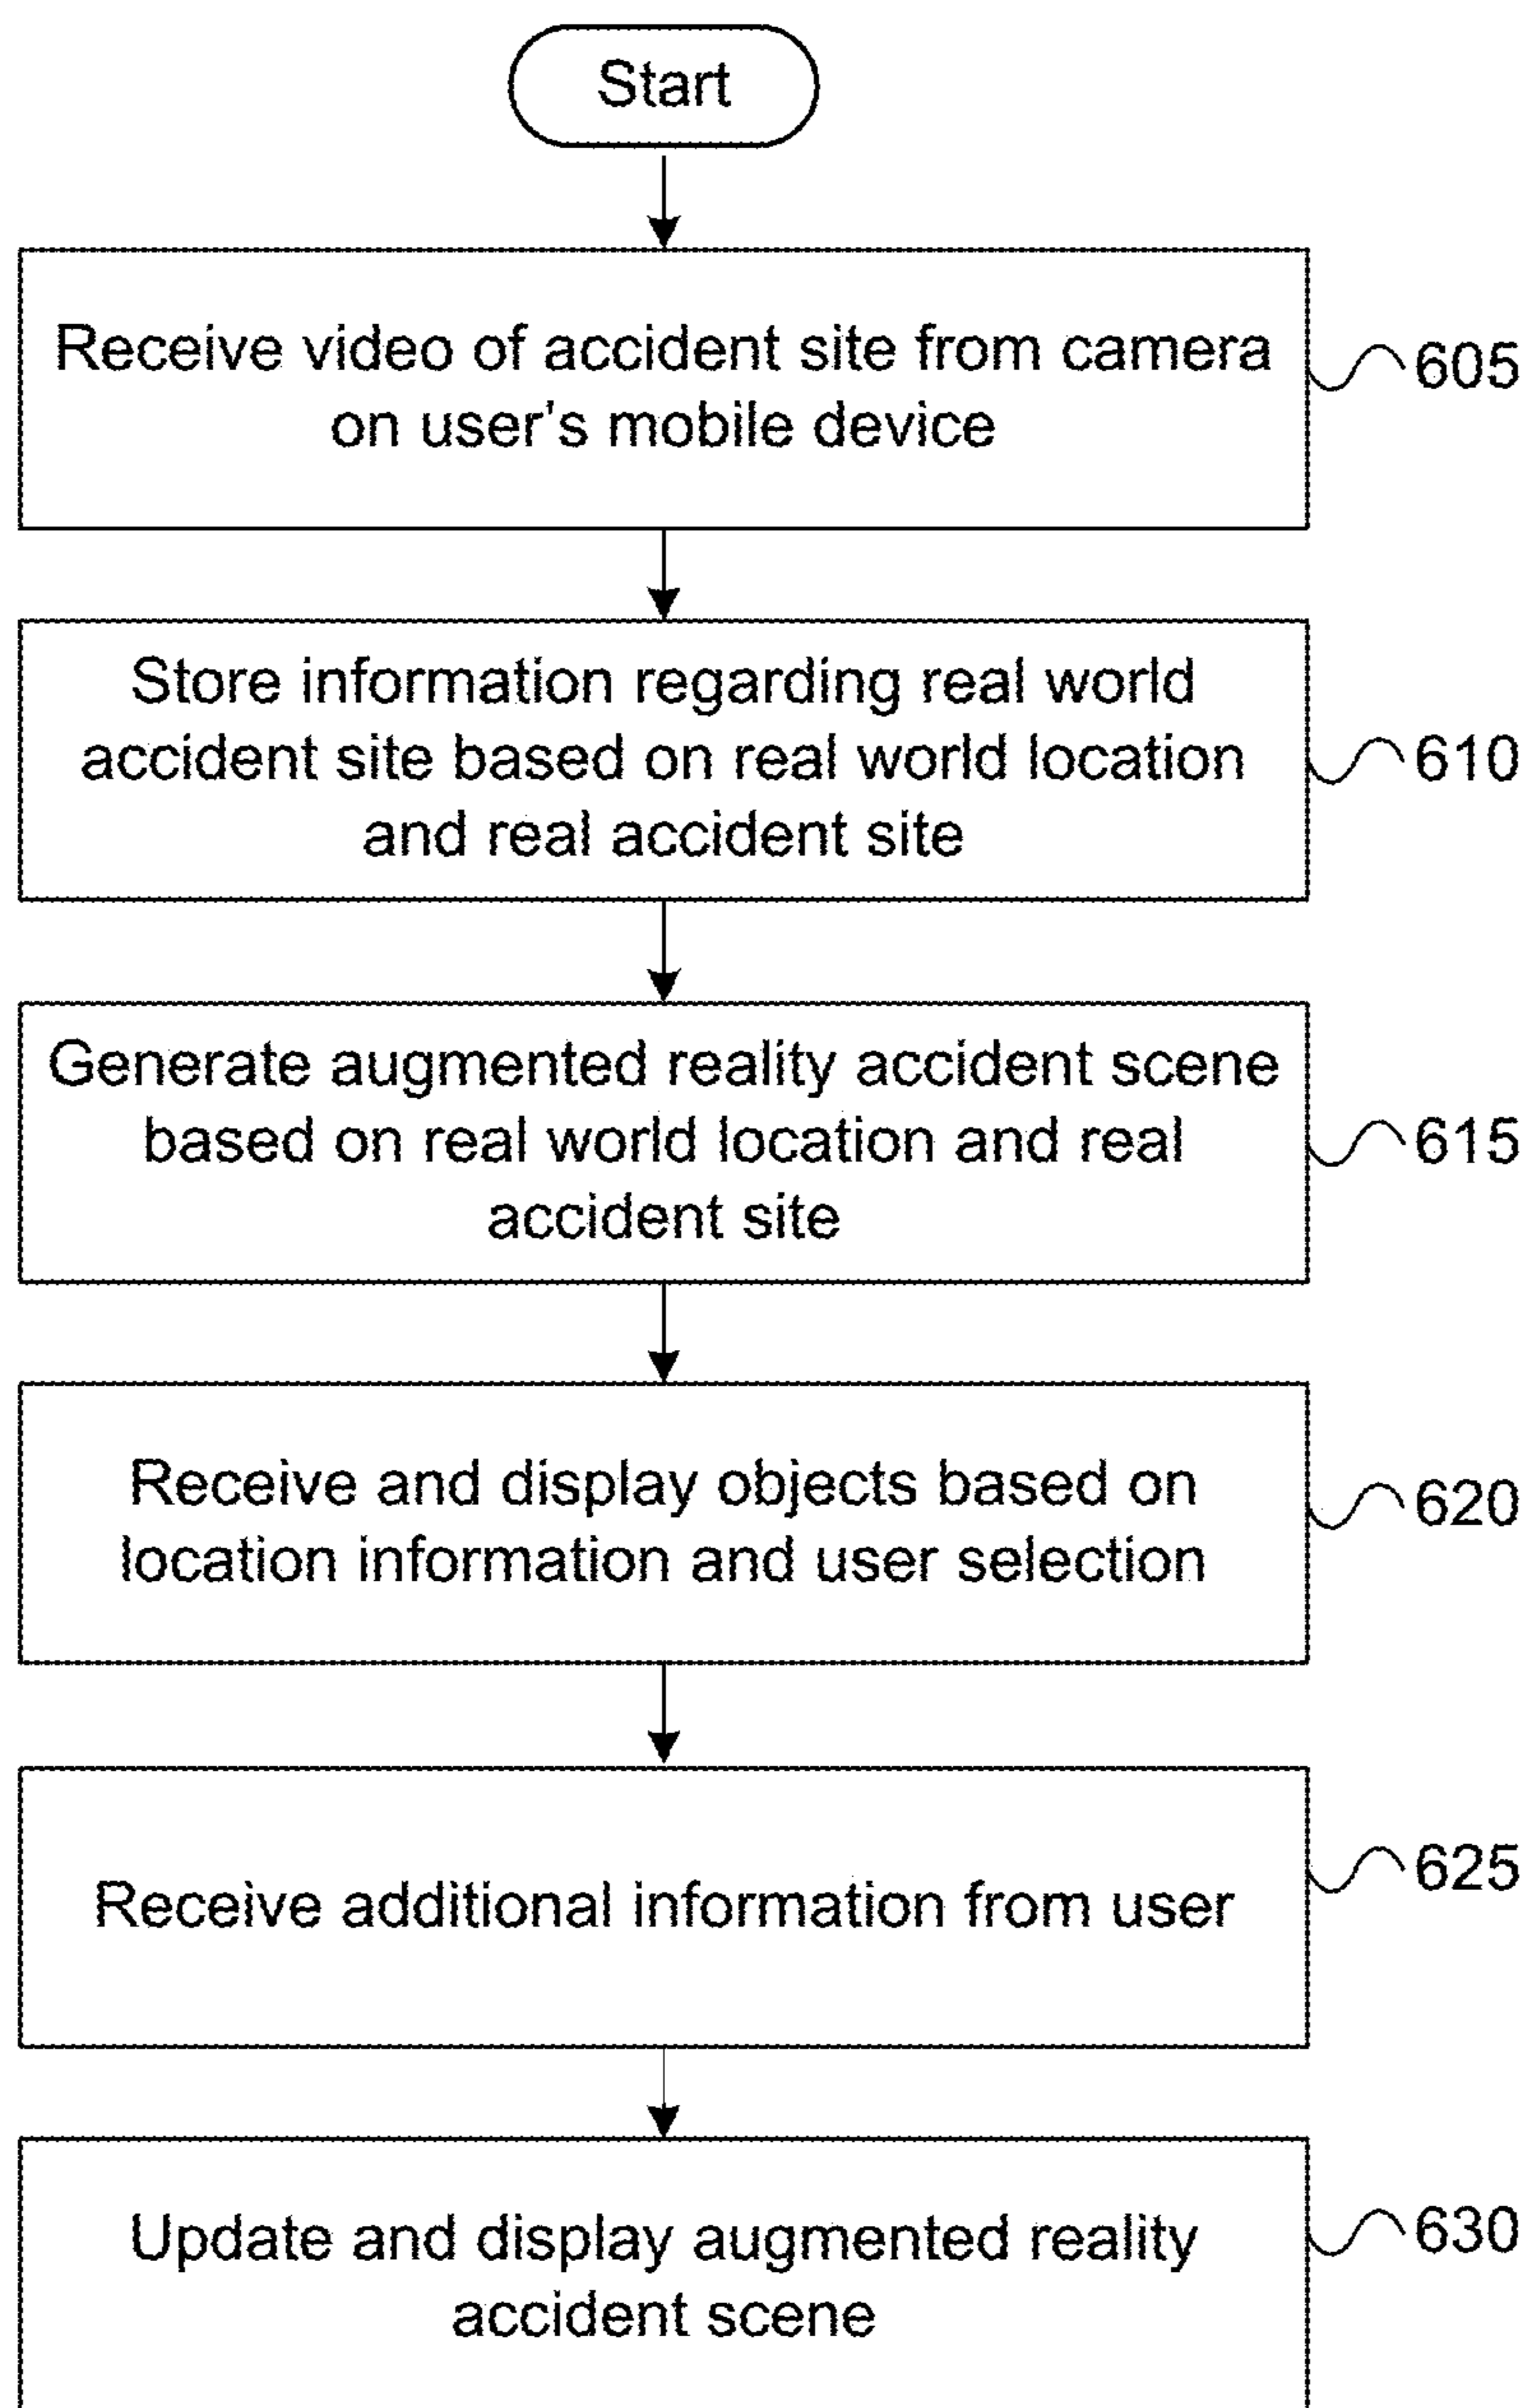 Start
Receive video of accident site from camera
on user's mobile device
605
Store information regarding real world
accident site based on real world location
and real accident site
610
Generate augmented reality accident scene
based on real world location and real
accident site
615
Receive and display objects based on
location information and user selection
620
Receive additional information from user
625
Update and display augmented reality
accident scene
630